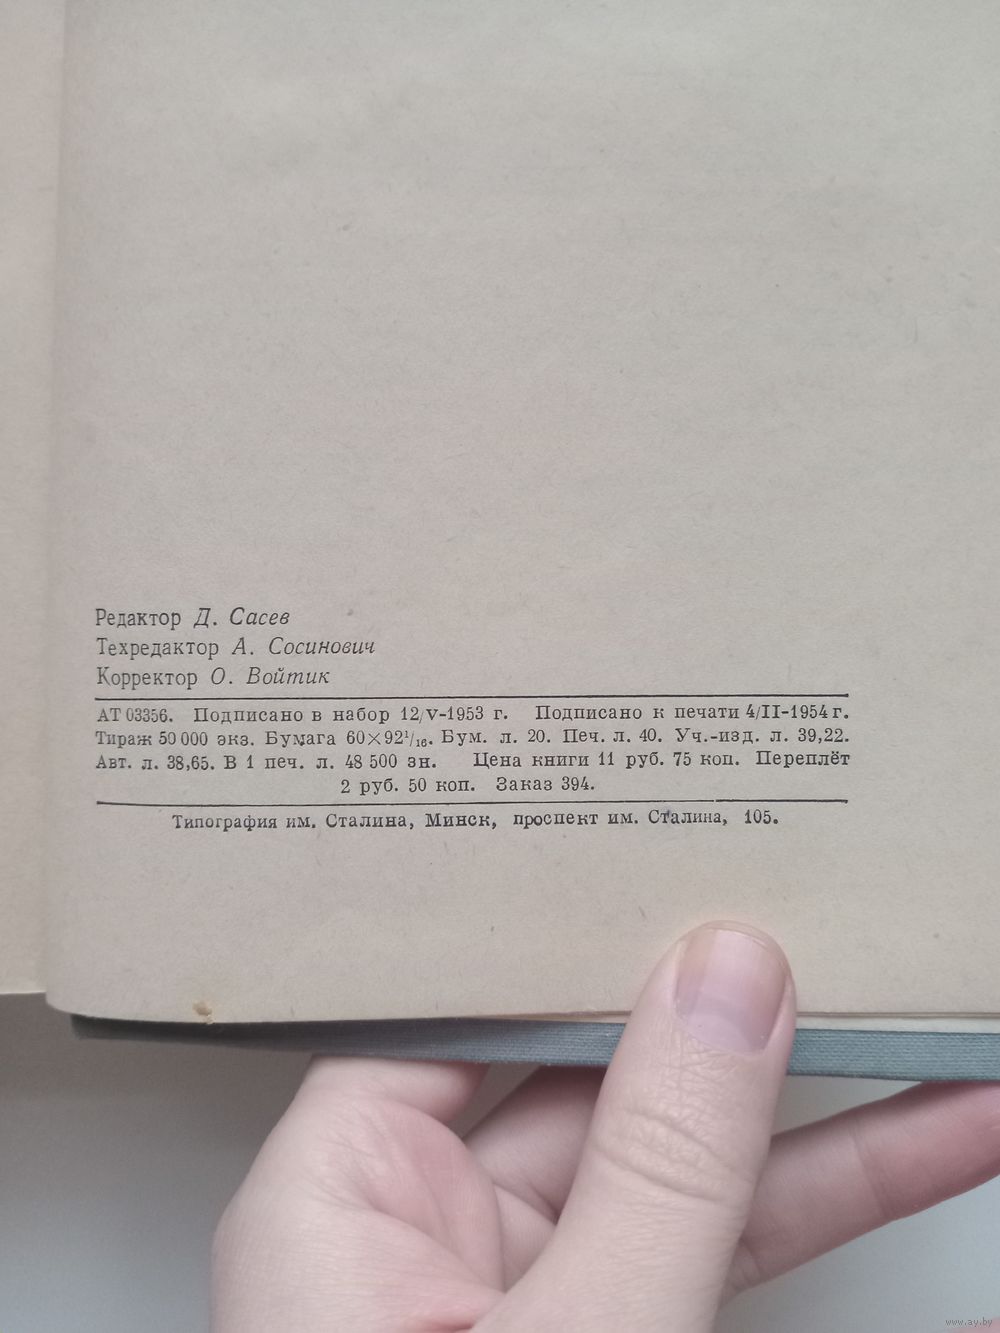 Редактор Д. Сасев
Техредактор А. Сосинович
Корректор О. Войтик
АТ 03356. Подписано в набор 12/V-1953 г. Подписано к печати 4/II-1954 г.
Тираж 50 000 экз. Бумага 60×92¹/₁₆. Бум. л. 20. Печ. л. 40. Уч.-изд. л. 39,22.
Авт. л. 38,65. В 1 печ. л. 48 500 зн. Цена книги 11 руб. 75 коп. Переплёт
2 руб. 50 коп. Заказ 394.
Типография им. Сталина, Минск, проспект им. Сталина, 105.
www.ay.by